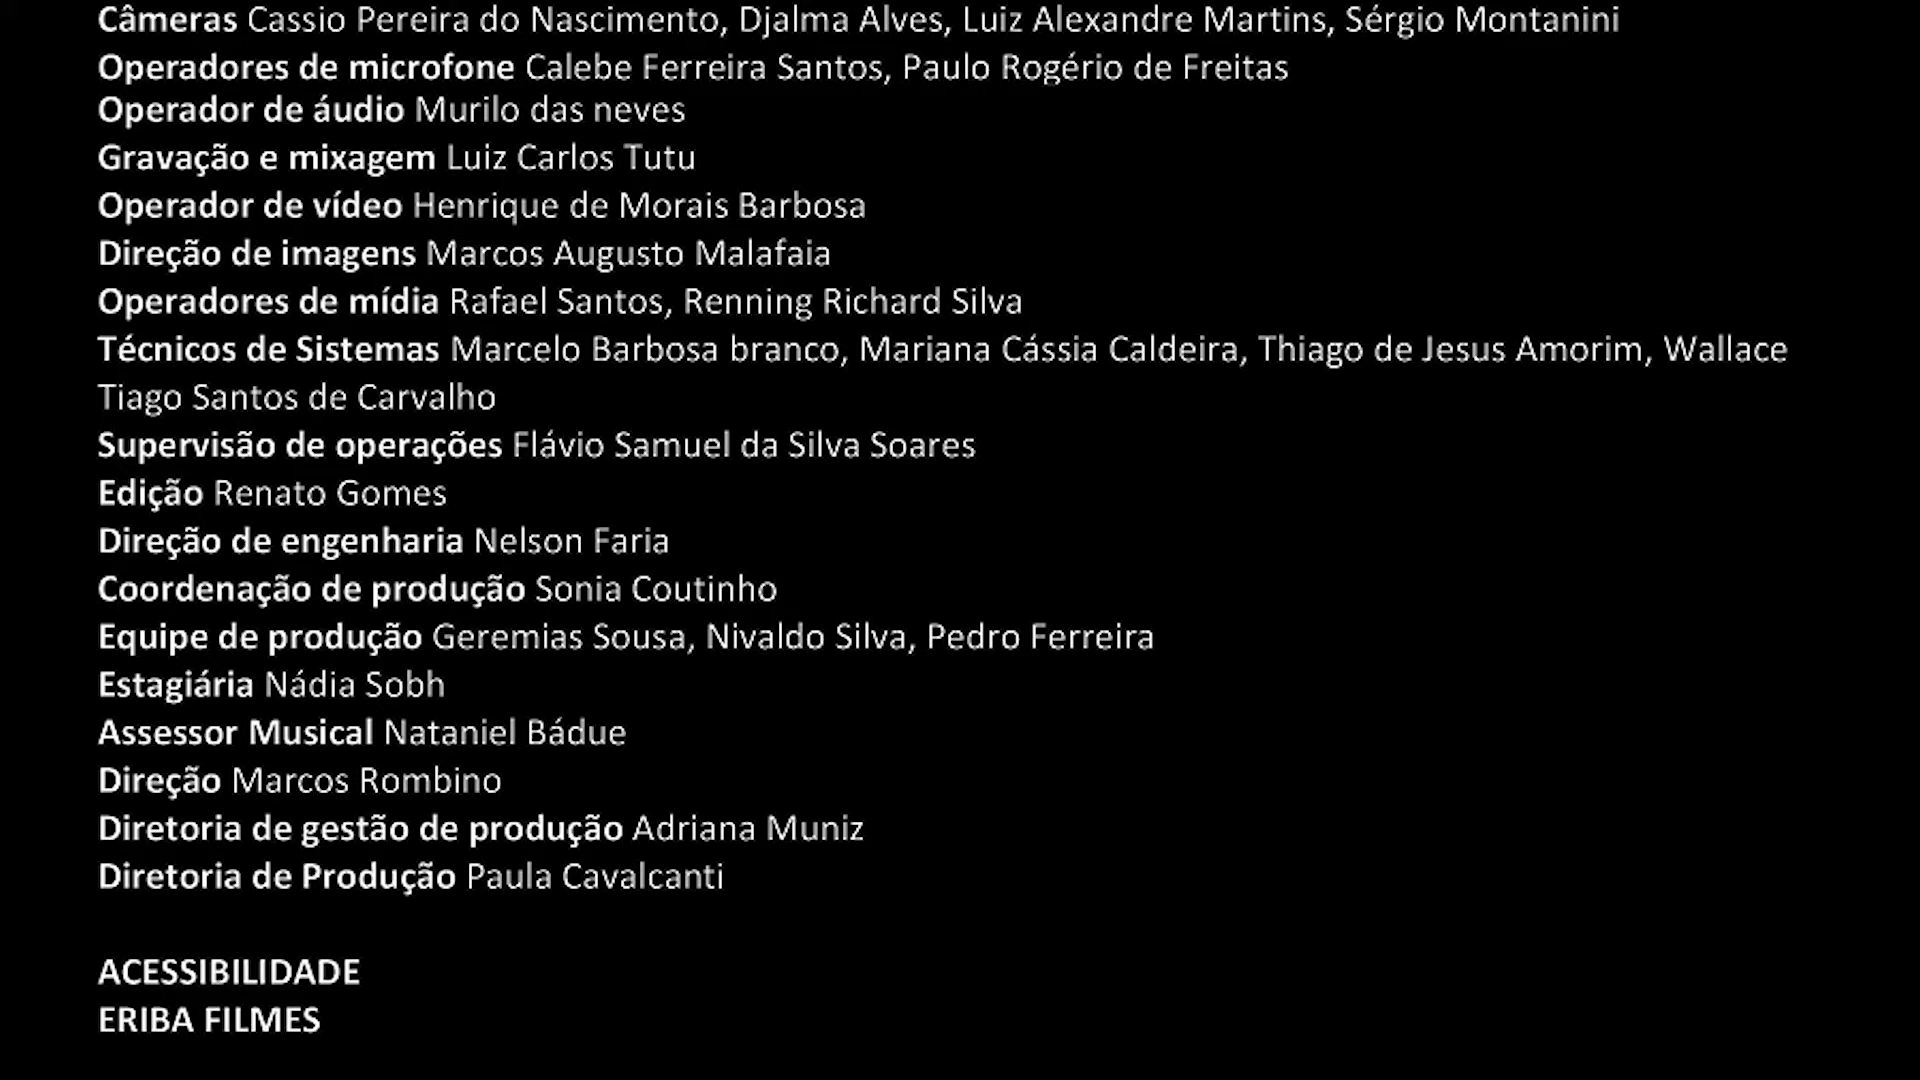 Câmeras Cassio Pereira do Nascimento, Djalma Alves, Luiz Alexandre Martins, Sérgio Montanini
Operadores de microfone Calebe Ferreira Santos, Paulo Rogério de Freitas
Operador de áudio Murilo das neves
Gravação e mixagem Luiz Carlos Tutu
Operador de vídeo Henrique de Morais Barbosa
Direção de imagens Marcos Augusto Malafaia
Operadores de mídia Rafael Santos, Renning Richard Silva
Técnicos de Sistemas Marcelo Barbosa branco, Mariana Cássia Caldeira, Thiago de Jesus Amorim, Wallace
Tiago Santos de Carvalho
Supervisão de operações Flávio Samuel da Silva Soares
Edição Renato Gomes
Direção de engenharia Nelson Faria
Coordenação de produção Sonia Coutinho
Equipe de produção Geremias Sousa, Nivaldo Silva, Pedro Ferreira
Estagiária Nádia Sobh
Assessor Musical Nataniel Bádue
Direção Marcos Rombino
Diretoria de gestão de produção Adriana Muniz
Diretoria de Produção Paula Cavalcanti
ACESSIBILIDADE
ERIBA FILMES